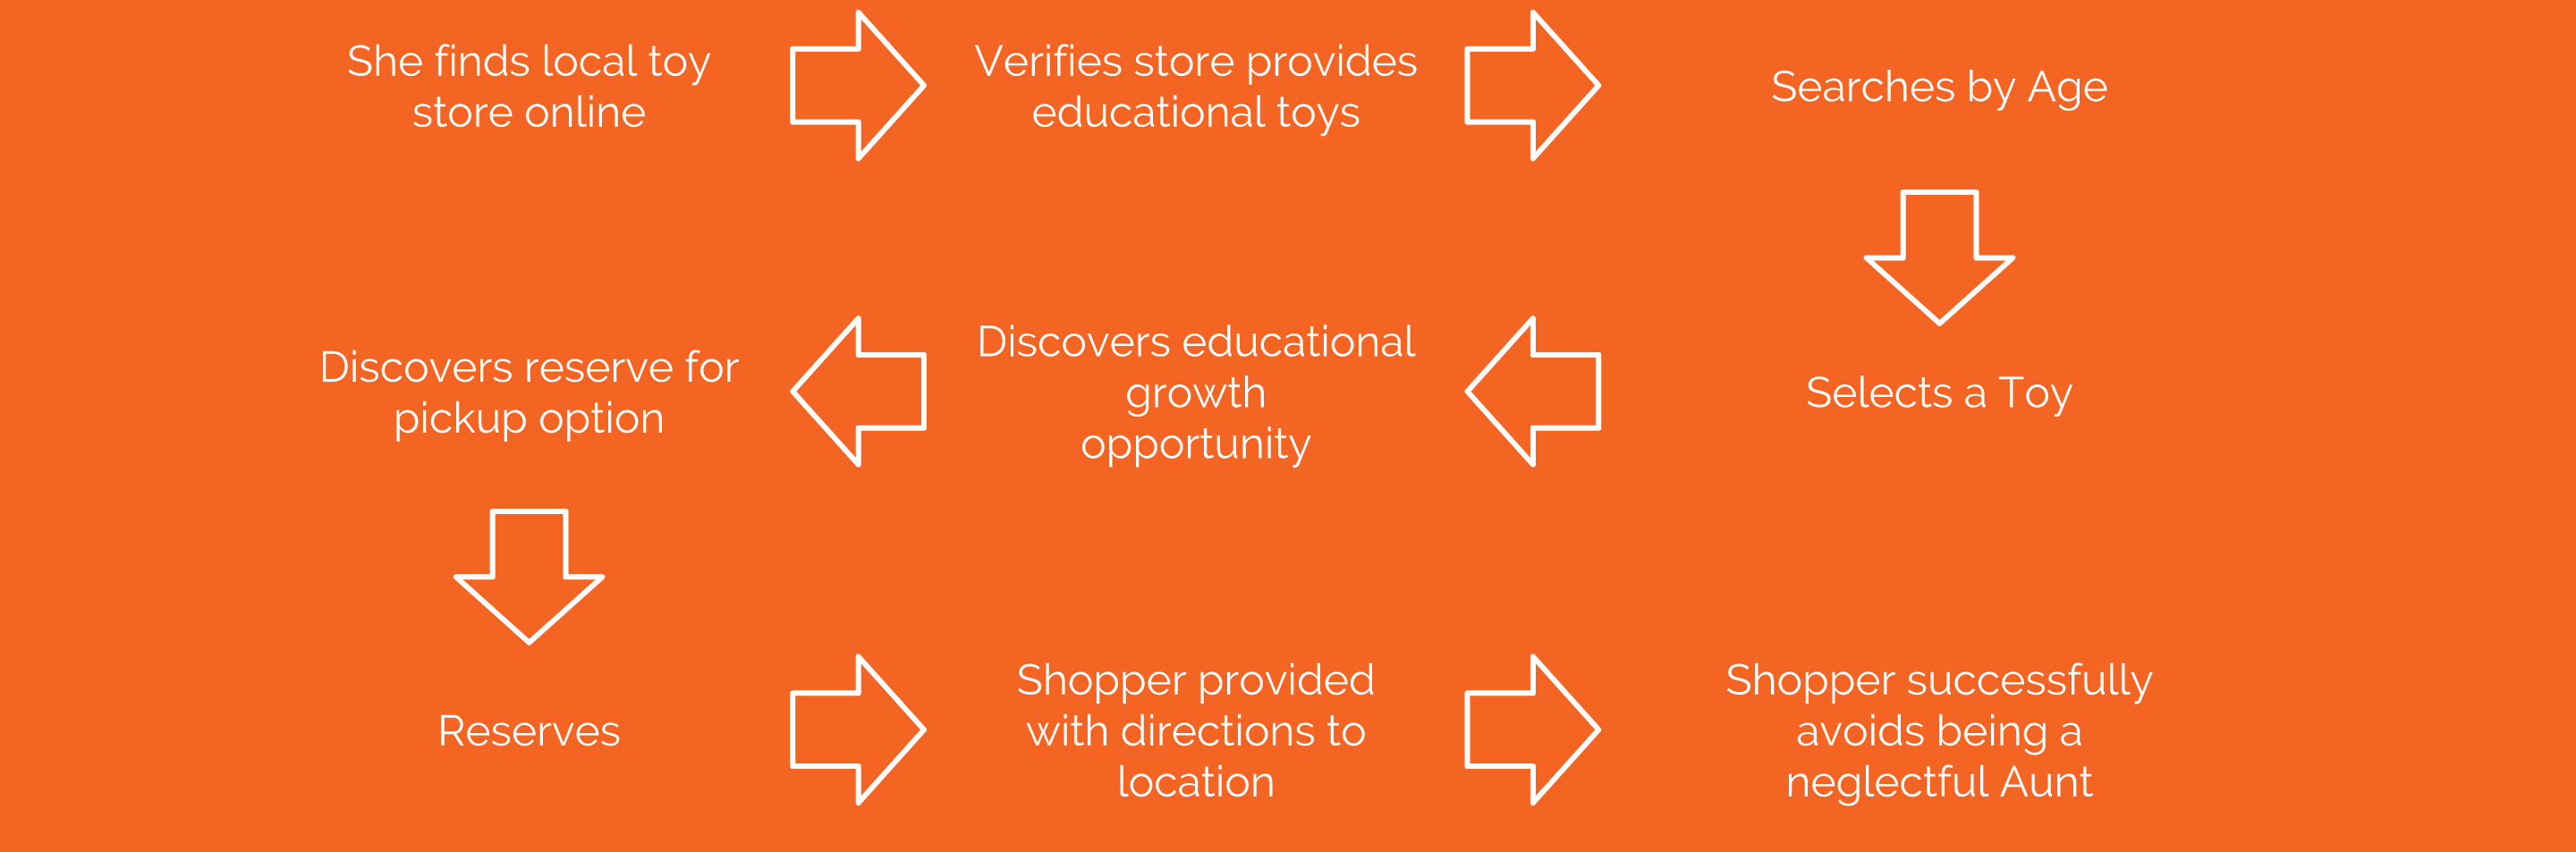 She finds local toy
store online
Verifies store provides
educational toys
Searches by Age
Selects a Toy
Discovers educational
growth
opportunity
Discovers reserve for
pickup option
Reserves
Shopper provided
with directions to
location
Shopper successfully
avoids being a
neglectful Aunt